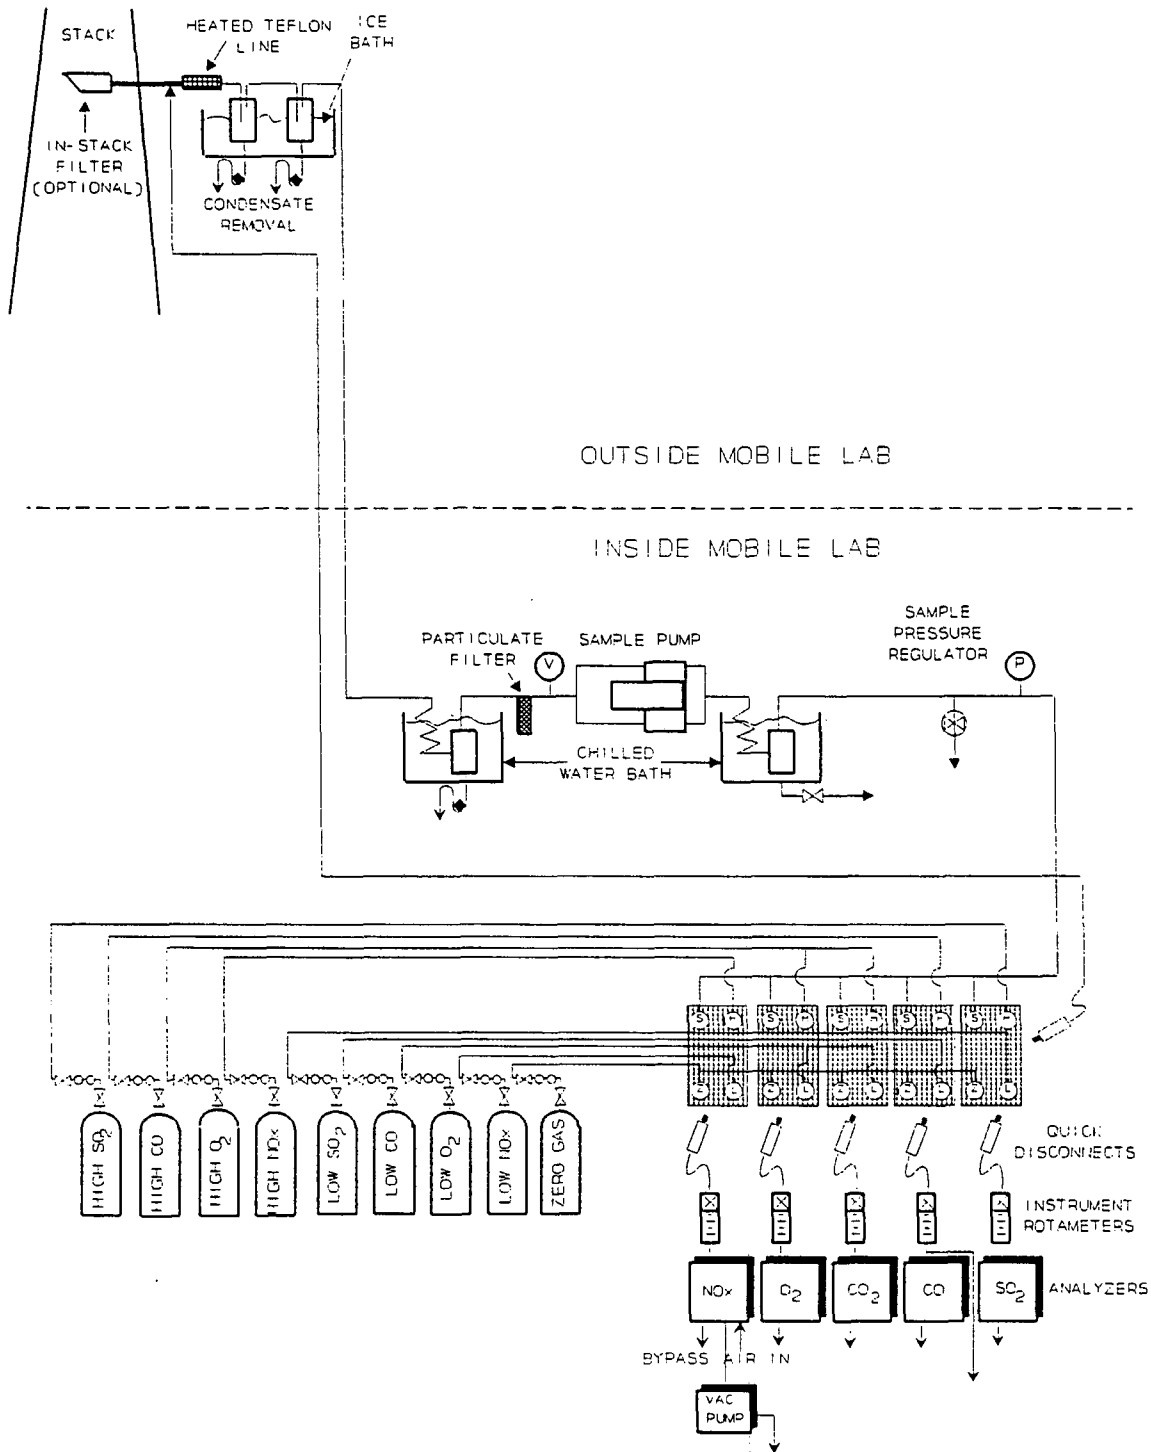 STACK
HEATED TEFLON
LINE
ICE
BATH
IN-STACK
FILTER
(OPTIONAL)
CONDENSATE
REMOVAL
OUTSIDE MOBILE LAB
INSIDE MOBILE LAB
PARTICULATE
FILTER
V
SAMPLE PUMP
SAMPLE
PRESSURE
REGULATOR
P
CHILLED
WATER BATH
S
S
S
S
S
Z
L
Z
L
Z
L
Z
L
Z
L
HIGH SO2
HIGH CO
HIGH O2
HIGH NOx
LOW SO2
LOW CO
LOW O2
LOW NOx
ZERO GAS
QUICK
DISCONNECTS
INSTRUMENT
ROTAMETERS
NOx
O2
CO2
CO
SO2
ANALYZERS
BYPASS AIR IN
VAC
PUMP